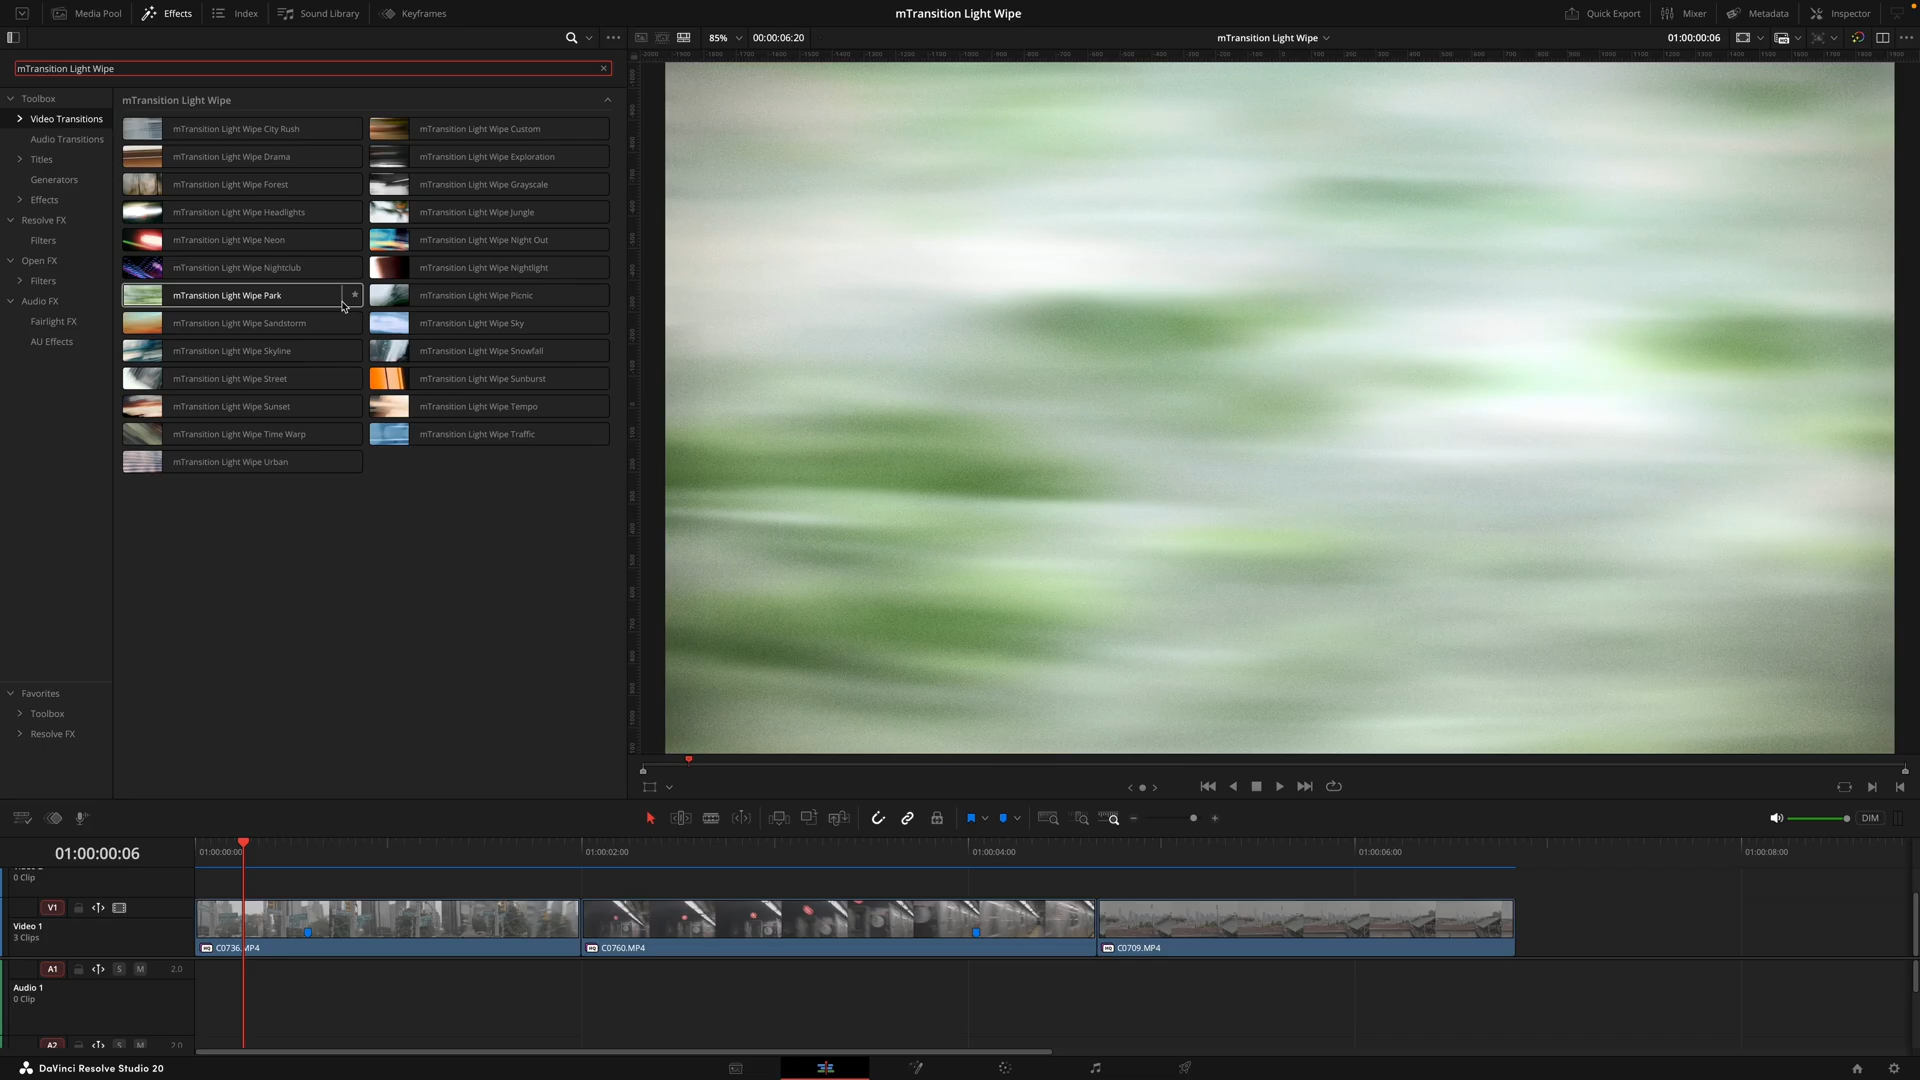 Media Pool
Effects
Index
Sound Library
Keyframes
mTransition Light Wipe
Quick Export
Mixer
Metadata
Inspector
85%
00:00:06:20
mTransition Light Wipe
01:00:00:06
mTransition Light Wipe
Toolbox
Video Transitions
Audio Transitions
Titles
Generators
Effects
Resolve FX
Filters
Open FX
Filters
Audio FX
Fairlight FX
AU Effects
Favorites
Toolbox
Resolve FX
mTransition Light Wipe
mTransition Light Wipe City Rush
mTransition Light Wipe Custom
mTransition Light Wipe Drama
mTransition Light Wipe Exploration
mTransition Light Wipe Forest
mTransition Light Wipe Grayscale
mTransition Light Wipe Headlights
mTransition Light Wipe Jungle
mTransition Light Wipe Neon
mTransition Light Wipe Night Out
mTransition Light Wipe Nightclub
mTransition Light Wipe Nightlight
mTransition Light Wipe Park
mTransition Light Wipe Picnic
mTransition Light Wipe Sandstorm
mTransition Light Wipe Sky
mTransition Light Wipe Skyline
mTransition Light Wipe Snowfall
mTransition Light Wipe Street
mTransition Light Wipe Sunburst
mTransition Light Wipe Sunset
mTransition Light Wipe Tempo
mTransition Light Wipe Time Warp
mTransition Light Wipe Traffic
mTransition Light Wipe Urban
DIM
01:00:00:06
01:00:00:00
01:00:02:00
01:00:04:00
01:00:06:00
01:00:08:00
0 Clip
V1
Video 1
3 Clips
C0736.MP4
C0760.MP4
C0709.MP4
A1
S
M
2.0
Audio 1
0 Clip
A2
S
M
2.0
DaVinci Resolve Studio 20